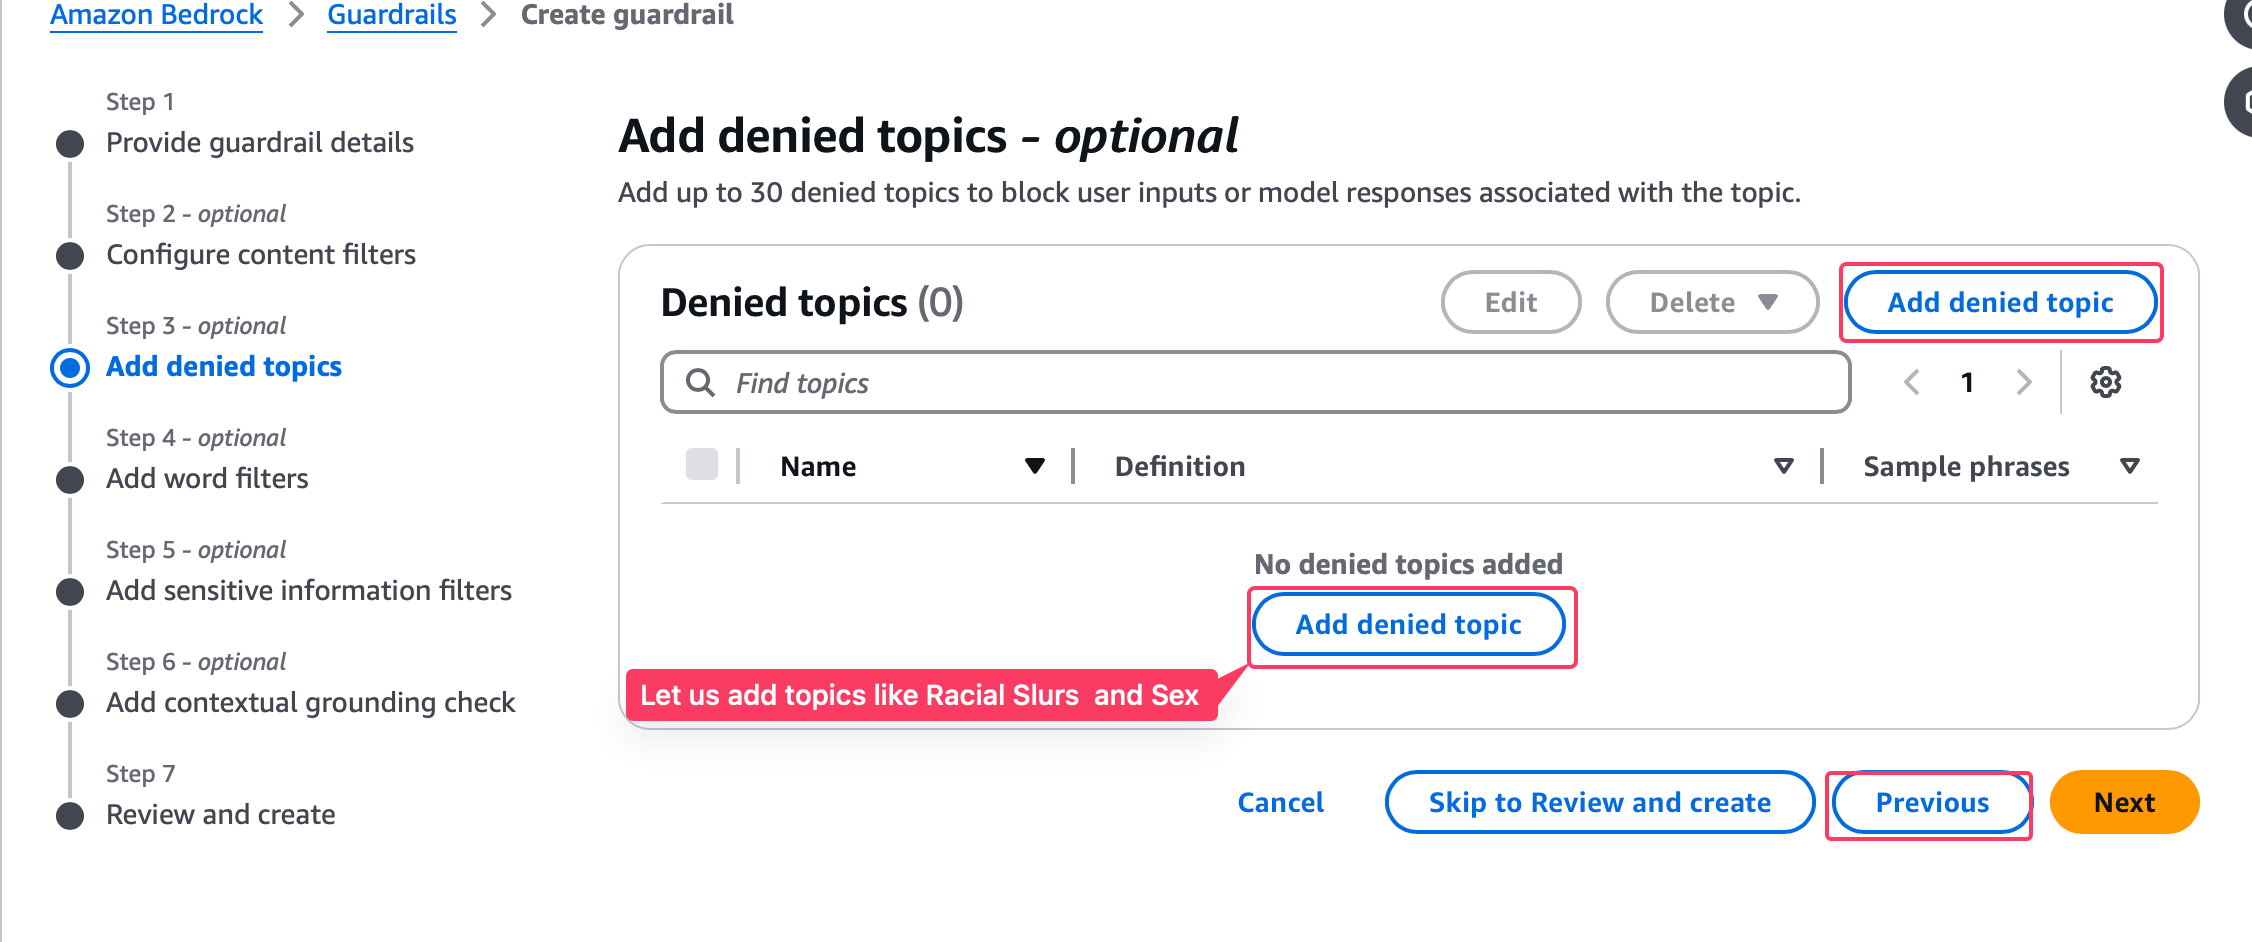 Amazon Bedrock > Guardrails > Create guardrail
Step 1
Provide guardrail details
Step 2 - optional
Configure content filters
Step 3 - optional
Add denied topics
Step 4 - optional
Add word filters
Step 5 - optional
Add sensitive information filters
Step 6 - optional
Add contextual grounding check
Step 7
Review and create
Add denied topics - optional
Add up to 30 denied topics to block user inputs or model responses associated with the topic.
Denied topics (0) Edit Delete Add denied topic
Find topics 1
Name Definition Sample phrases
No denied topics added
Add denied topic
Let us add topics like Racial Slurs  and Sex
Cancel Skip to Review and create Previous Next